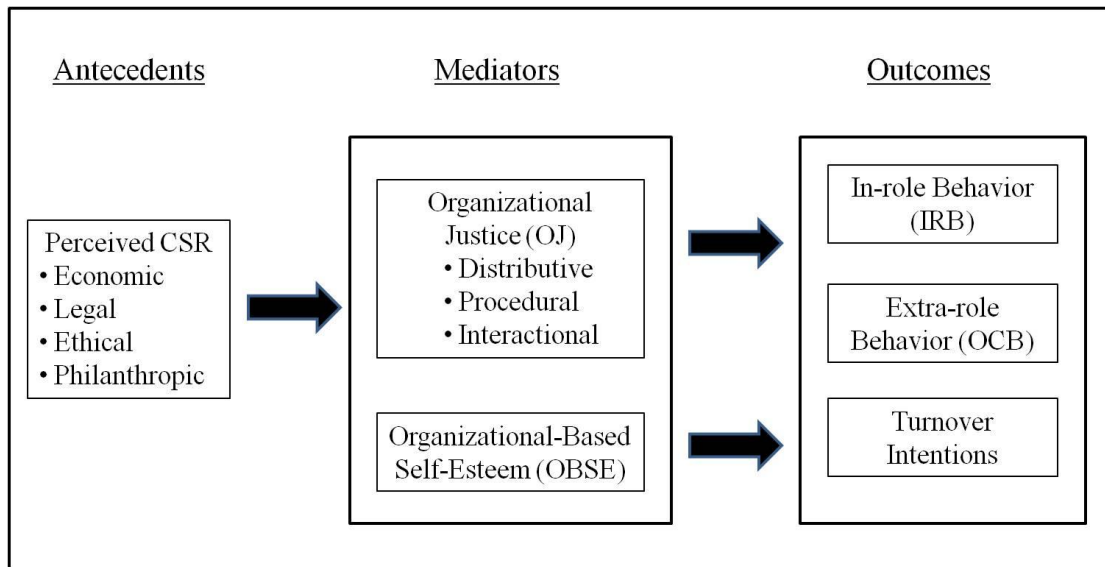 Antecedents
Mediators
Outcomes
Perceived CSR
• Economic
• Legal
• Ethical
• Philanthropic
Organizational
Justice (OJ)
• Distributive
• Procedural
• Interactional
Organizational-Based
Self-Esteem (OBSE)
In-role Behavior
(IRB)
Extra-role
Behavior (OCB)
Turnover
Intentions